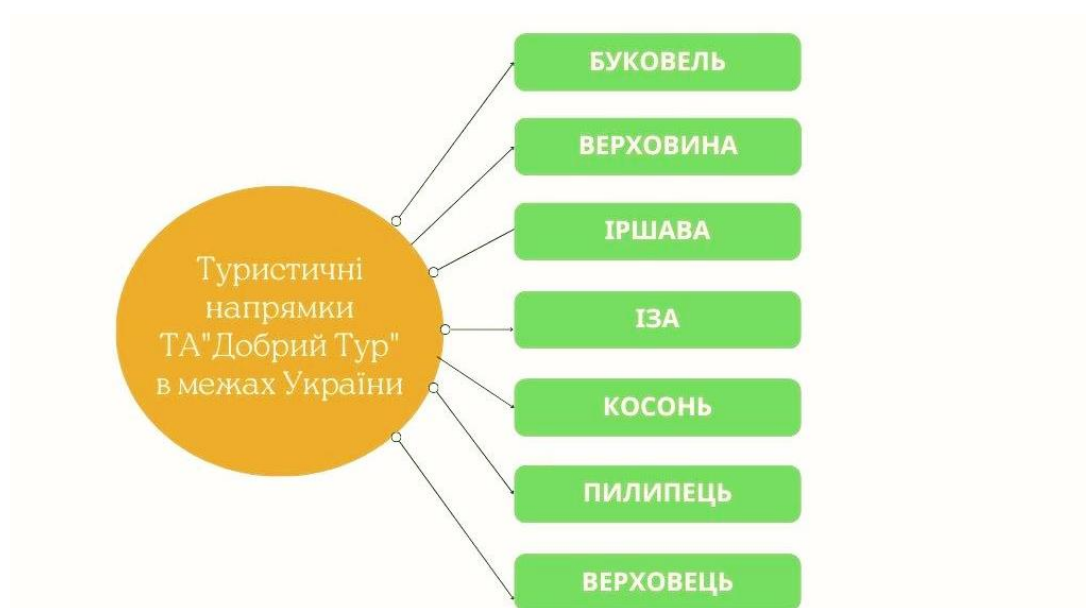 БУКОВЕЛЬ
ВЕРХОВИНА
ІРШАВА
Туристичні
напрямки
ТА"Добрий Тур"
в межах України
ІЗА
КОСОНЬ
ПИЛИПЕЦЬ
ВЕРХОВЕЦЬ